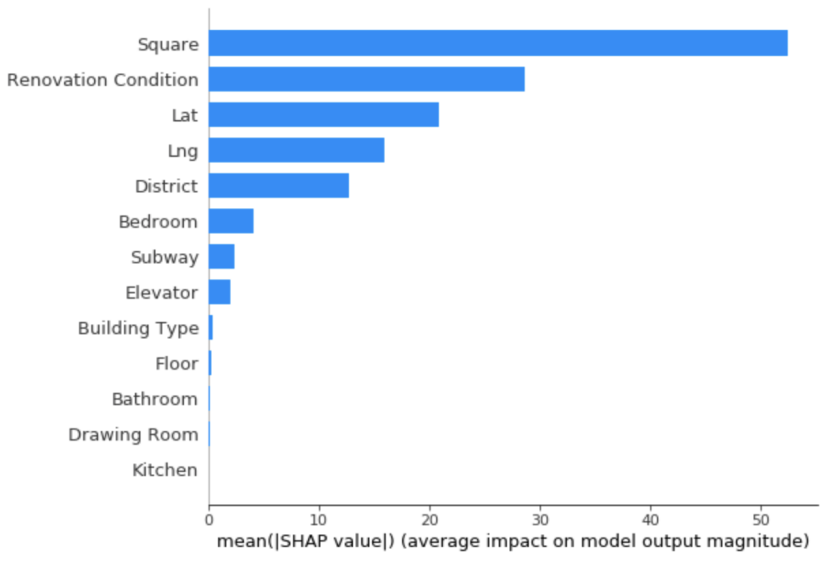 Square
Renovation Condition
Lat
Lng
District
Bedroom
Subway
Elevator
Building Type
Floor
Bathroom
Drawing Room
Kitchen
0 10 20 30 40 50
mean(|SHAP value|) (average impact on model output magnitude)